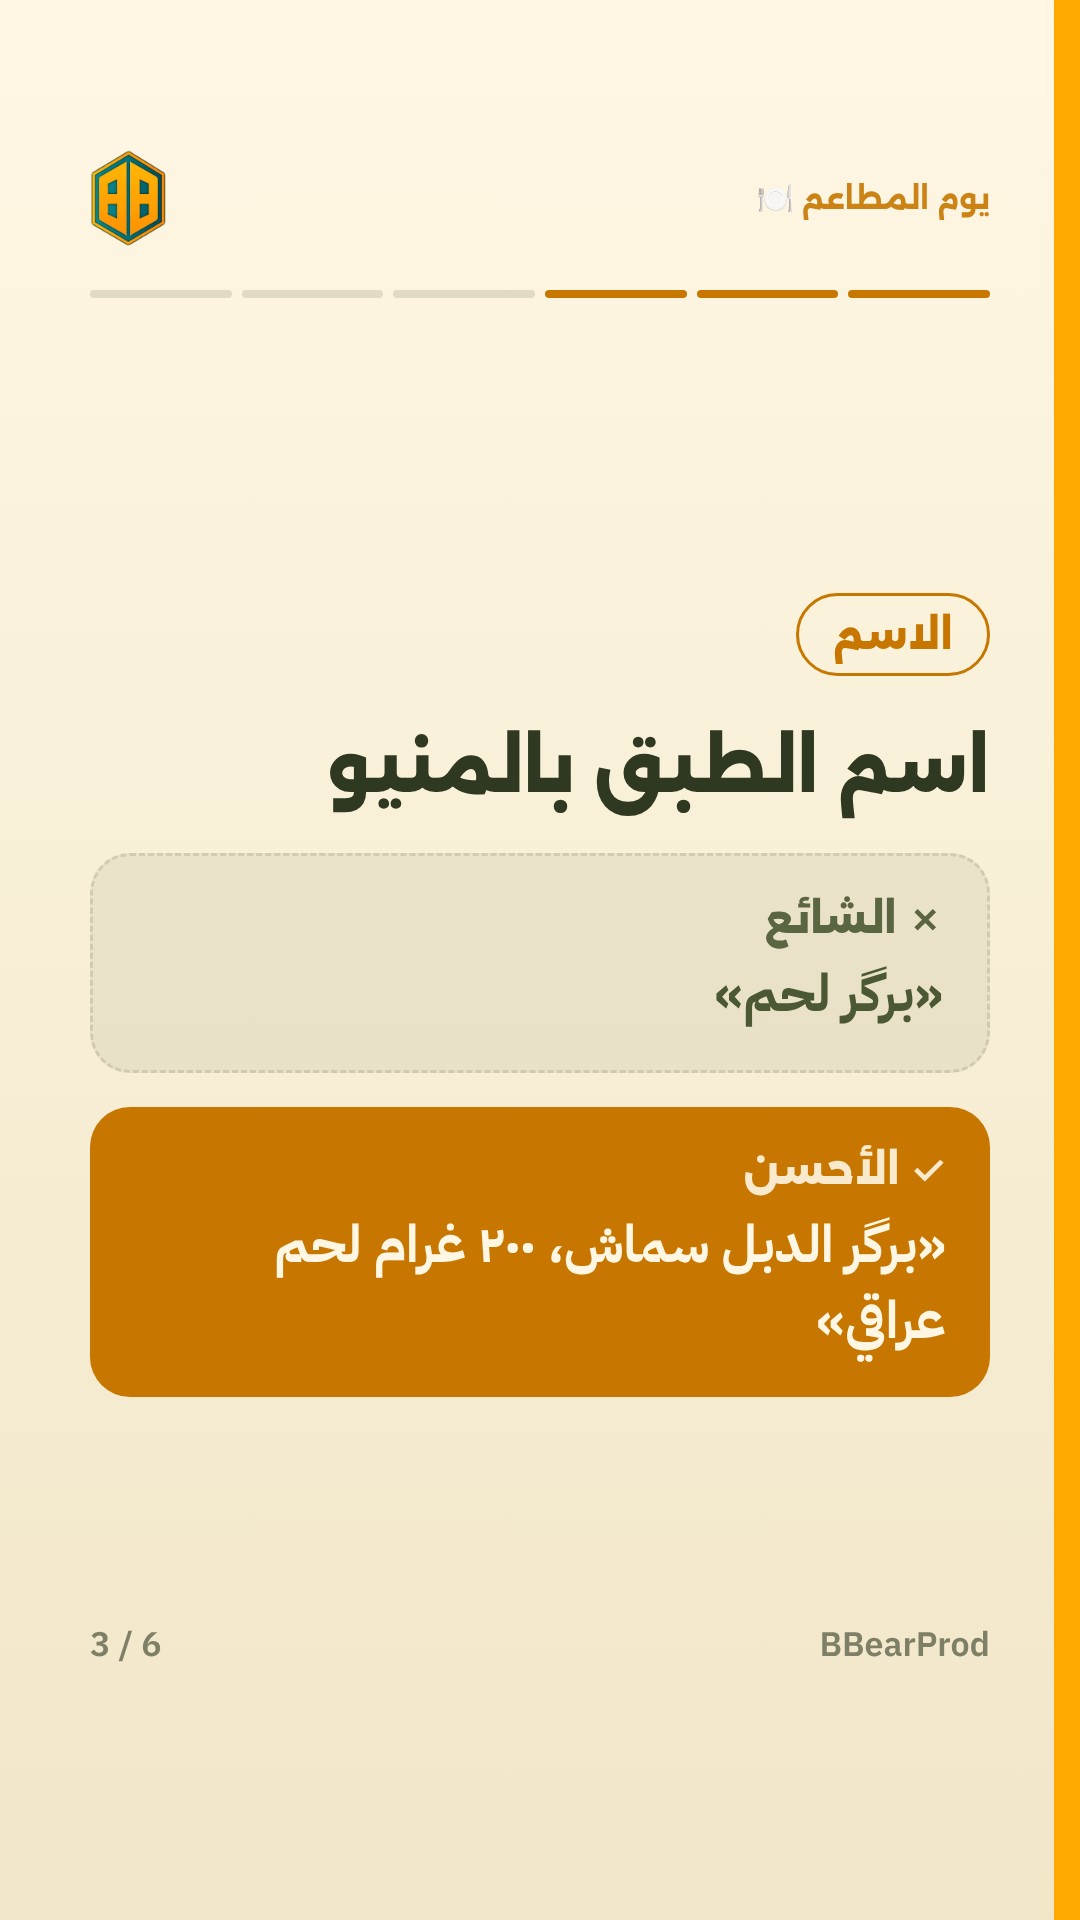 يوم المطاعم 🍽️
الاسم
اسم الطبق بالمنيو
× الشائع
«برگر لحم»
✓ الأحسن
«برگر الدبل سماش، ٢٠٠ غرام لحم
عراقي»
BBearProd
3 / 6